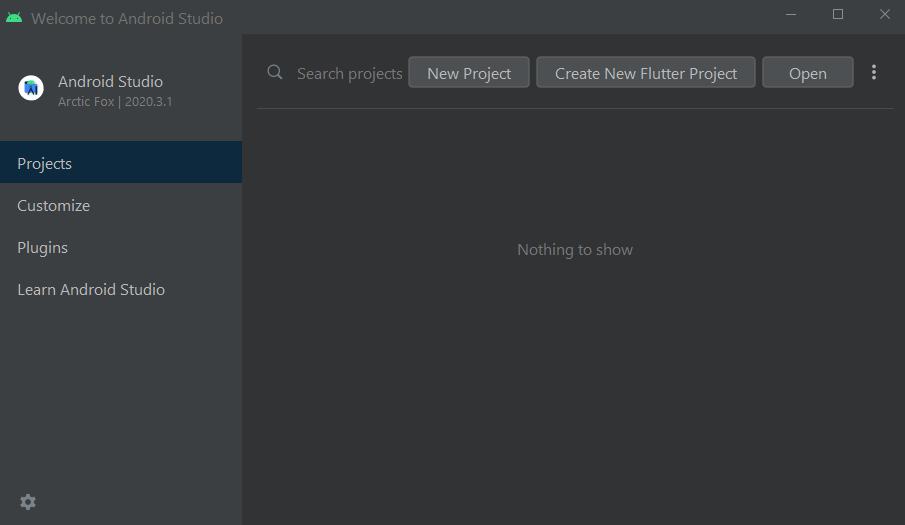 Welcome to Android Studio
Android Studio
Arctic Fox | 2020.3.1
Projects
Customize
Plugins
Learn Android Studio
Search projects New Project Create New Flutter Project Open
Nothing to show